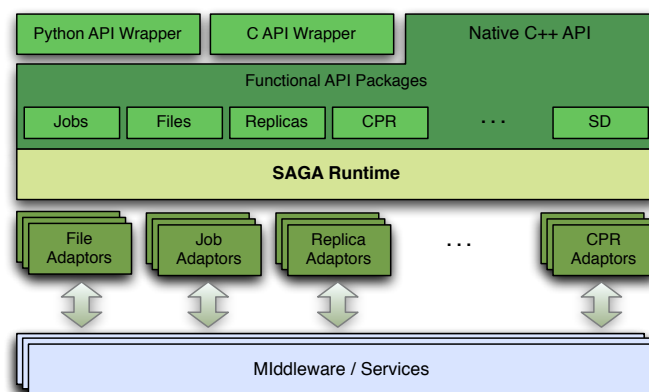 Python API Wrapper
C API Wrapper
Native C++ API
Functional API Packages
Jobs
Files
Replicas
CPR
. . .
SD
SAGA Runtime
File
Adaptors
Job
Adaptors
Replica
Adaptors
. . .
CPR
Adaptors
MIddleware / Services